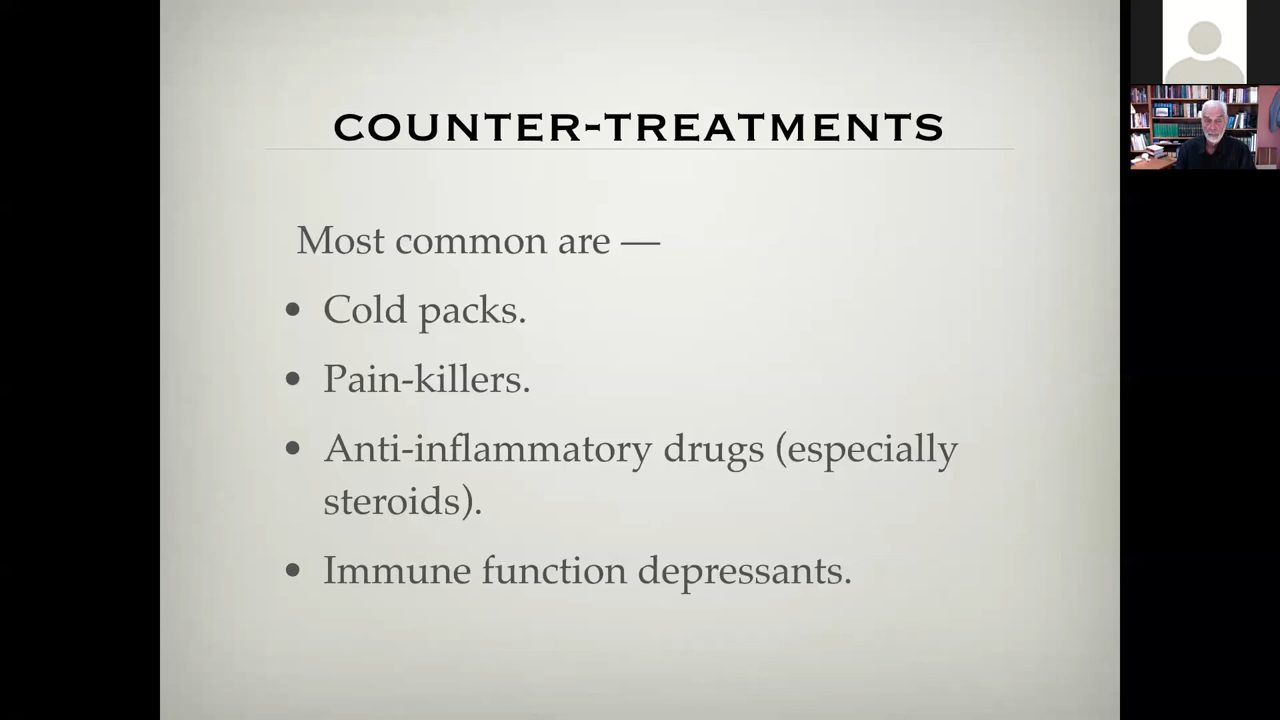 COUNTER-TREATMENTS
Most common are —
• Cold packs.
• Pain-killers.
• Anti-inflammatory drugs (especially
steroids).
• Immune function depressants.